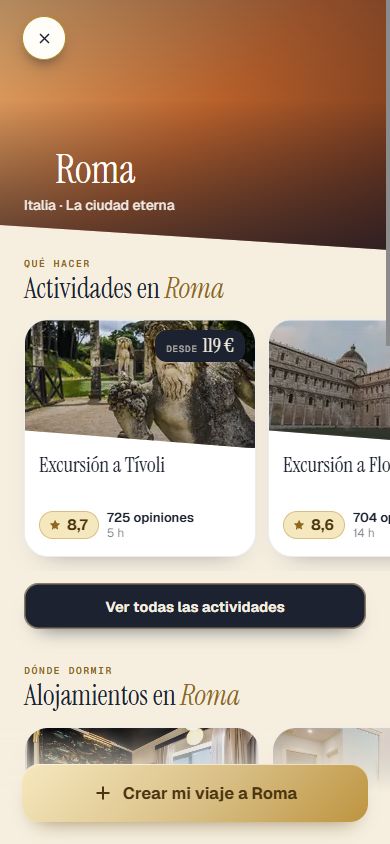 Roma
Italia · La ciudad eterna
QUÉ HACER
Actividades en Roma
DESDE 119 €
Excursión a Tívoli
8,7
725 opiniones
5 h
Excursión a Flo
8,6
704 op
14 h
Ver todas las actividades
DÓNDE DORMIR
Alojamientos en Roma
+ Crear mi viaje a Roma